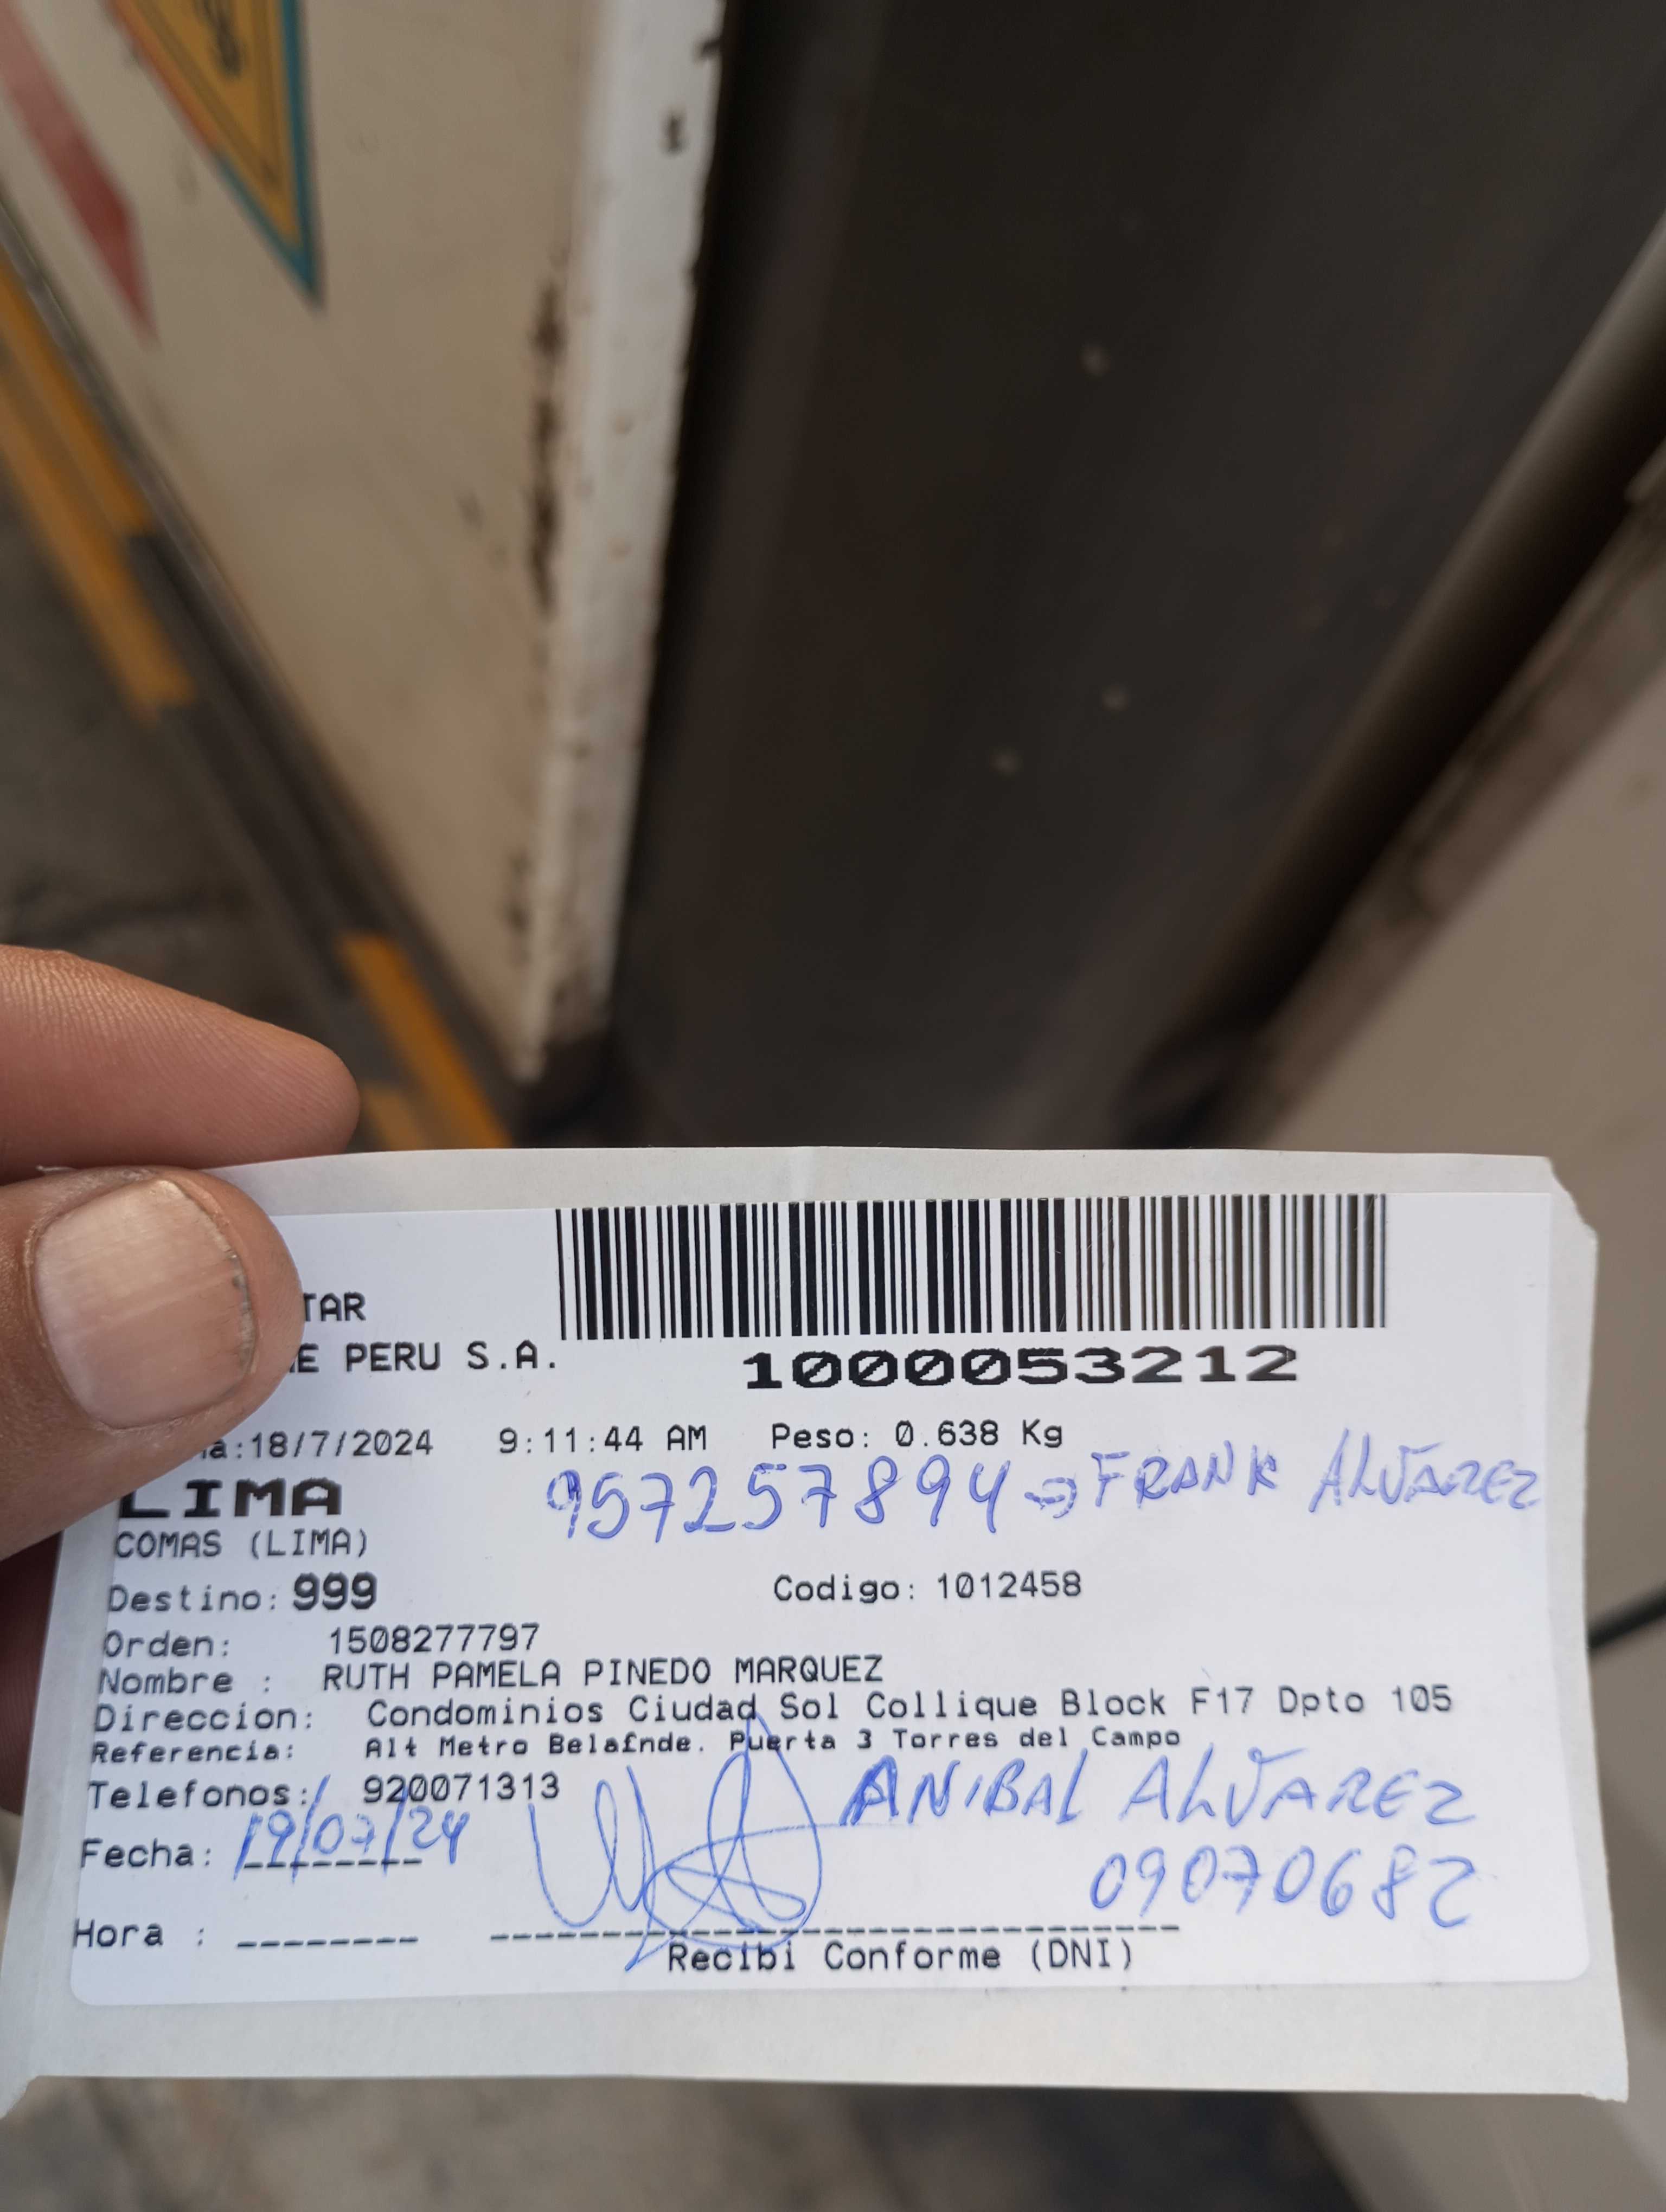 TAR
E PERU S.A.
1000053212
a:18/7/2024 9:11:44 AM Peso: 0.638 Kg
957257894 → FRANK ALVAREZ
LIMA
COMAS (LIMA)
Destino: 999 Codigo: 1012458
Orden: 1508277797
Nombre : RUTH PAMELA PINEDO MARQUEZ
Direccion: Condominios Ciudad Sol Collique Block F17 Dpto 105
Referencia: Alt Metro Belafnde. Puerta 3 Torres del Campo
Telefonos: 920071313
ANIBAL ALVAREZ
Fecha: 19/07/24
09070682
Hora : --------
Recibi Conforme (DNI)